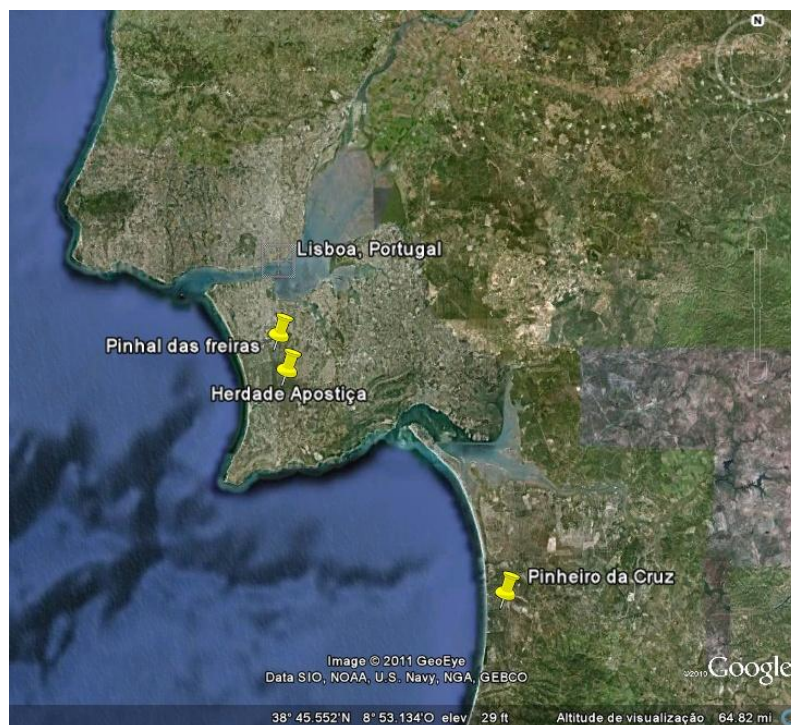 N
Lisboa, Portugal
Pinhal das freiras
Herdade Apostiça
Pinheiro da Cruz
Image © 2011 GeoEye
Data SIO, NOAA, U.S. Navy, NGA, GEBCO
©2010 Google
38° 45.552'N 8° 53.134'O elev 29 ft Altitude de visualização 64.82 mi